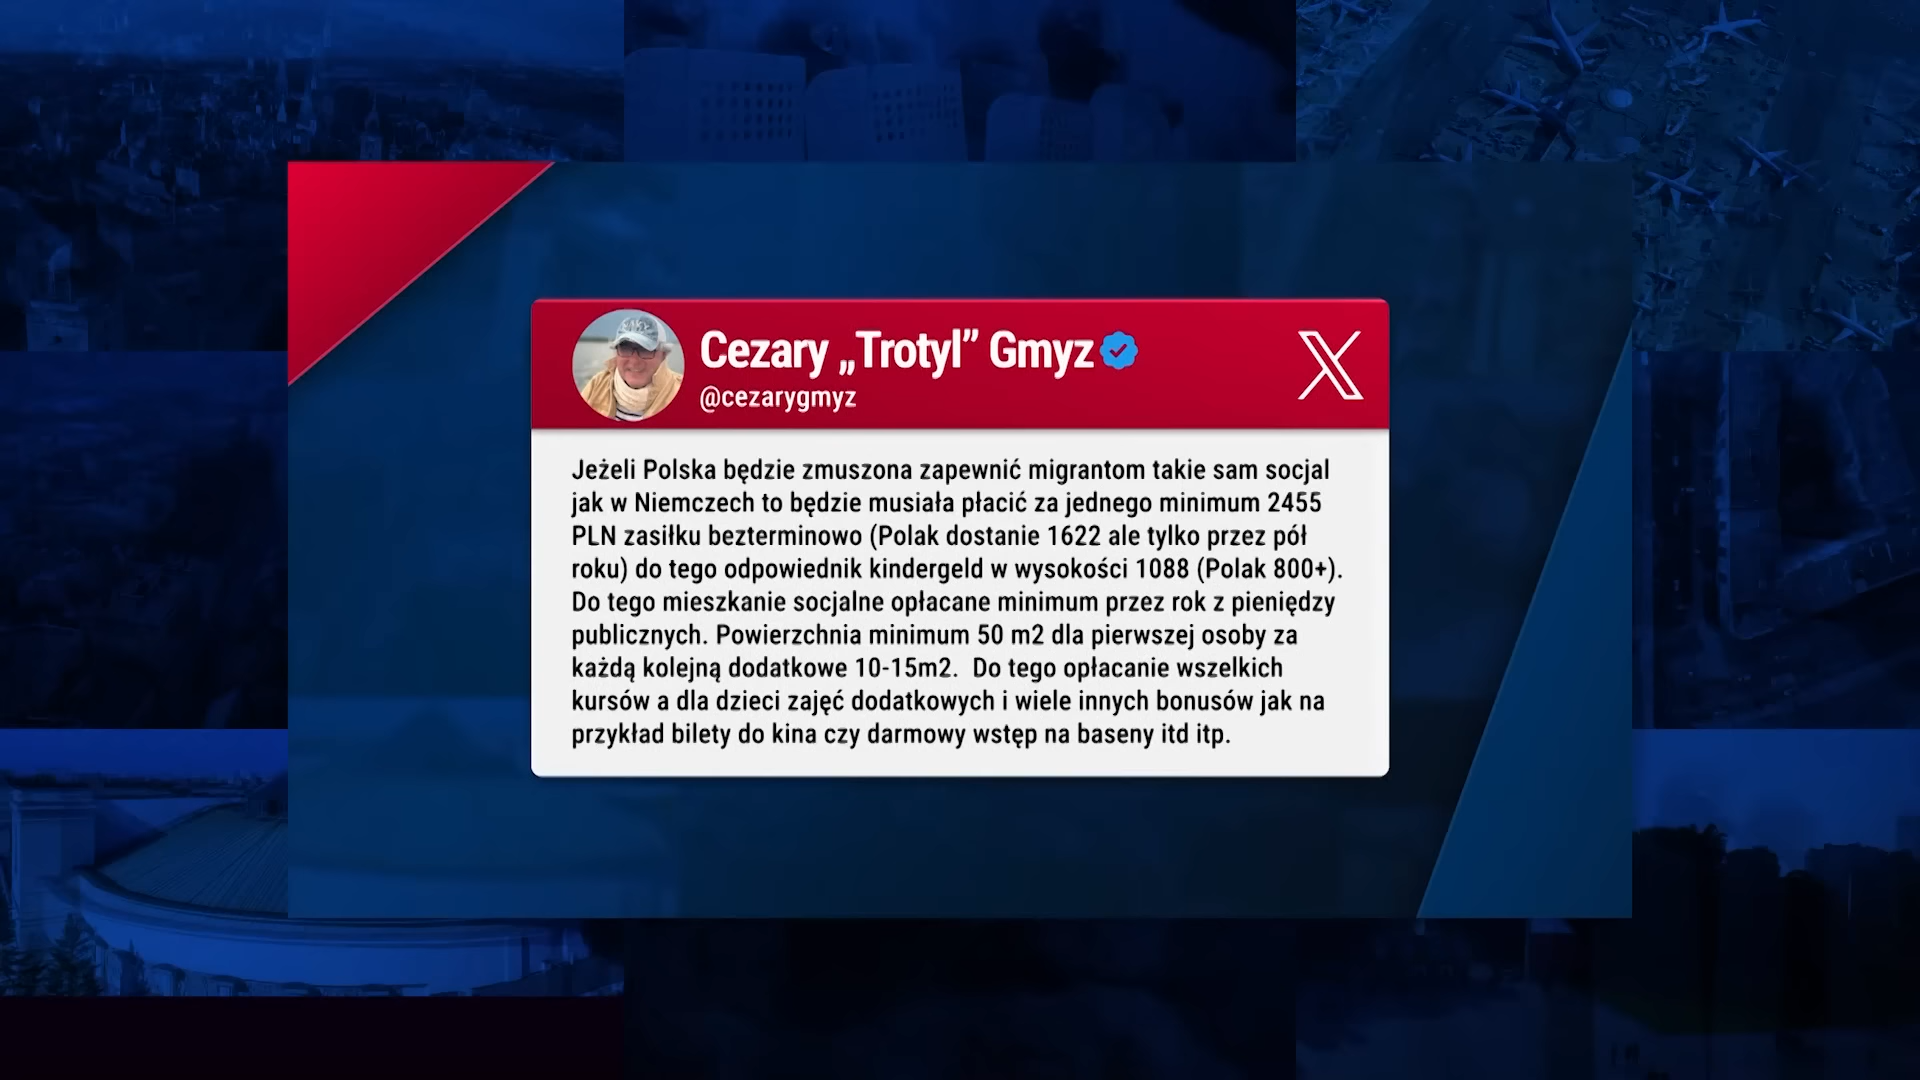 Cezary „Trotyl” Gmyz
@cezarygmyz
Jeżeli Polska będzie zmuszona zapewnić migrantom takie sam socjal
jak w Niemczech to będzie musiała płacić za jednego minimum 2455
PLN zasiłku bezterminowo (Polak dostanie 1622 ale tylko przez pół
roku) do tego odpowiednik kindergeld w wysokości 1088 (Polak 800+).
Do tego mieszkanie socjalne opłacane minimum przez rok z pieniędzy
publicznych. Powierzchnia minimum 50 m2 dla pierwszej osoby za
każdą kolejną dodatkowe 10-15m2.  Do tego opłacanie wszelkich
kursów a dla dzieci zajęć dodatkowych i wiele innych bonusów jak na
przykład bilety do kina czy darmowy wstęp na baseny itd itp.